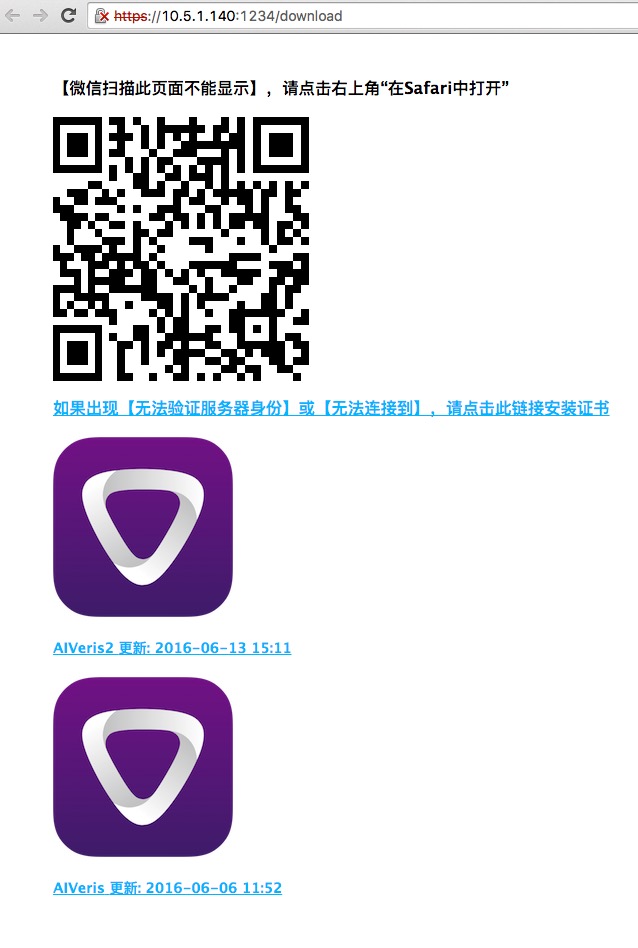 https://10.5.1.140:1234/download
【微信扫描此页面不能显示】，请点击右上角“在Safari中打开”
如果出现【无法验证服务器身份】或【无法连接到】，请点击此链接安装证书
AIVeris2 更新: 2016-06-13 15:11
AIVeris 更新: 2016-06-06 11:52